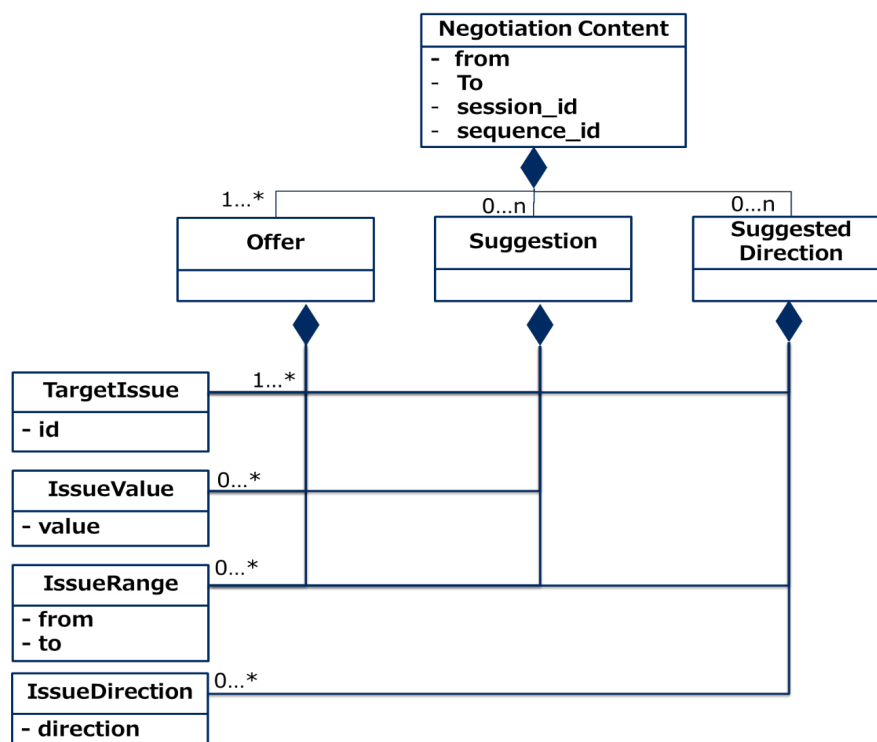 Negotiation Content
- from
- To
- session_id
- sequence_id
1...*
0...n
0...n
Offer
Suggestion
Suggested
Direction
TargetIssue
1...*
- id
IssueValue
0...*
- value
IssueRange
0...*
- from
- to
IssueDirection
0...*
- direction